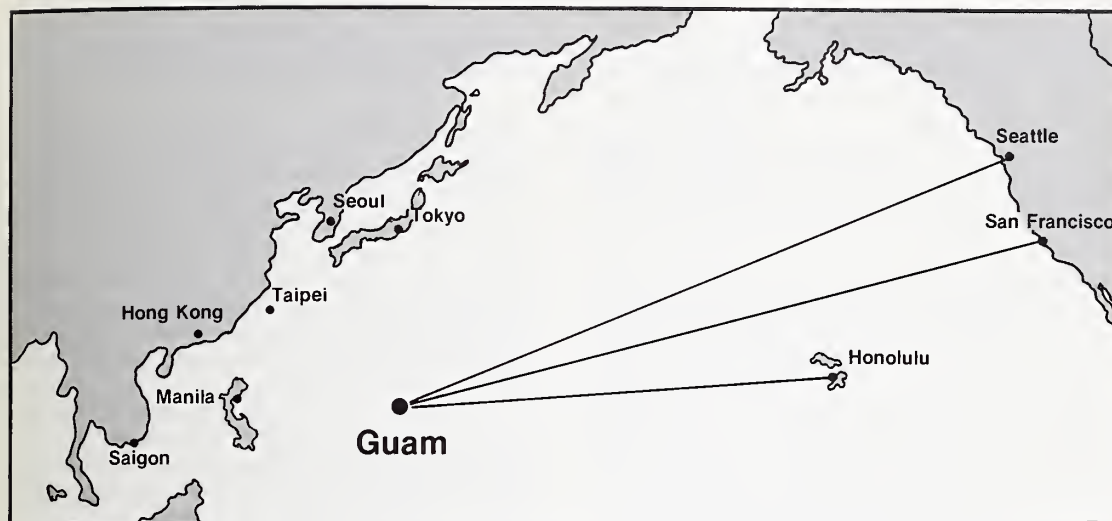 Seattle
Seoul
Tokyo
San Francisco
Taipei
Hong Kong
Honolulu
Manila
Guam
Saigon